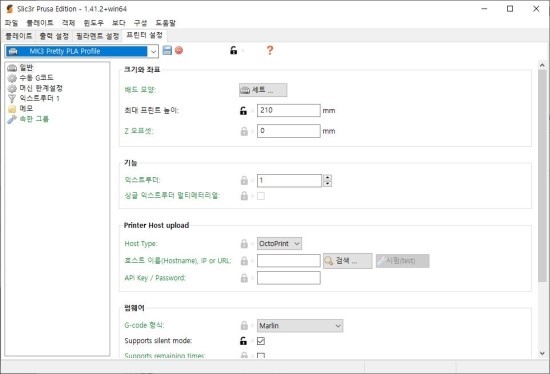 Slic3r Prusa Edition - 1.41.2+win64
파일 플레이트 객체 윈도우 보다 구성 도움말
플레이트 출력 설정 필라멘트 설정 프린터 설정
MK3 Pretty PLA Profile
?
일반
수동 G코드
머신 한계설정
익스트루더 1
메모
속한 그룹
크기와 좌표
배드 모양: 세트 ...
최대 프린트 높이: 210 mm
Z 오프셋: 0 mm
기능
익스트루더: 1
싱글 익스트루더 멀티메터리얼:
Printer Host upload
Host Type: OctoPrint
호스트 이름(Hostname), IP or URL: 검색 ... 시험(test)
API Key / Password:
펌웨어
G-code 형식: Marlin
Supports silent mode:
Supports remaining times: